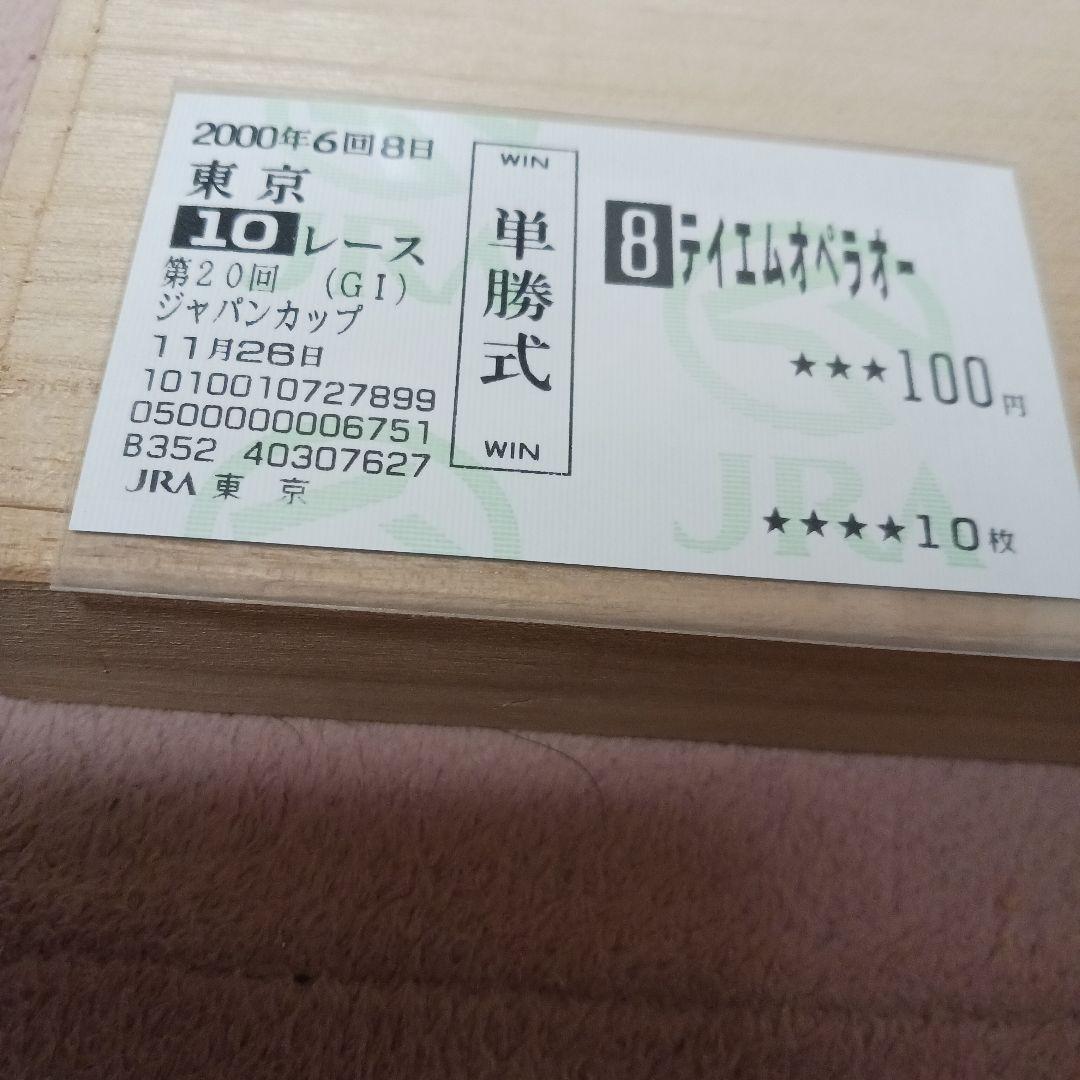 2000年6回8日
東京
10レース
第20回 (GI)
ジャパンカップ
11月26日
1010010727899
0500000006751
B352 40307627
JRA 東 京
WIN
単勝式
WIN
8 テイエムオペラオー
★★★100円
★★★★10枚
JRA
JRA